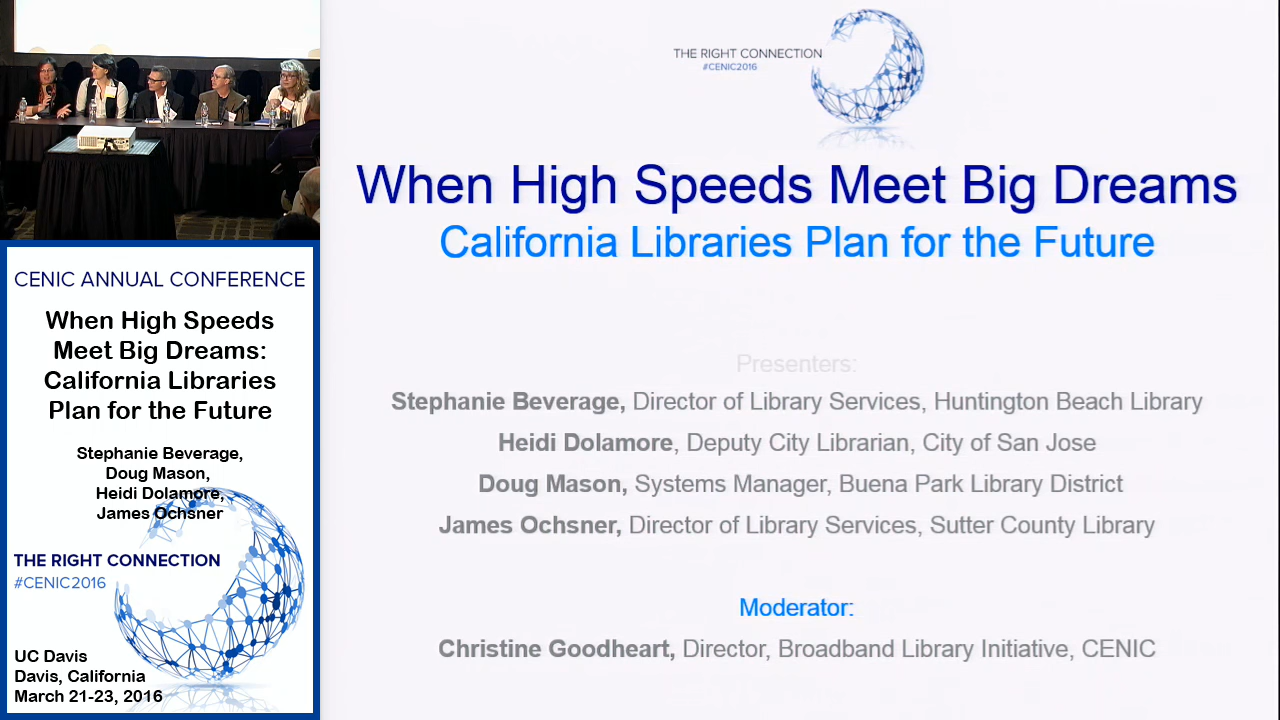 CENIC ANNUAL CONFERENCE
When High Speeds
Meet Big Dreams:
California Libraries
Plan for the Future
Stephanie Beverage,
Doug Mason,
Heidi Dolamore,
James Ochsner
THE RIGHT CONNECTION
#CENIC2016
UC Davis
Davis, California
March 21-23, 2016
THE RIGHT CONNECTION
#CENIC2016
When High Speeds Meet Big Dreams
California Libraries Plan for the Future
Presenters:
Stephanie Beverage, Director of Library Services, Huntington Beach Library
Heidi Dolamore, Deputy City Librarian, City of San Jose
Doug Mason, Systems Manager, Buena Park Library District
James Ochsner, Director of Library Services, Sutter County Library
Moderator:
Christine Goodheart, Director, Broadband Library Initiative, CENIC